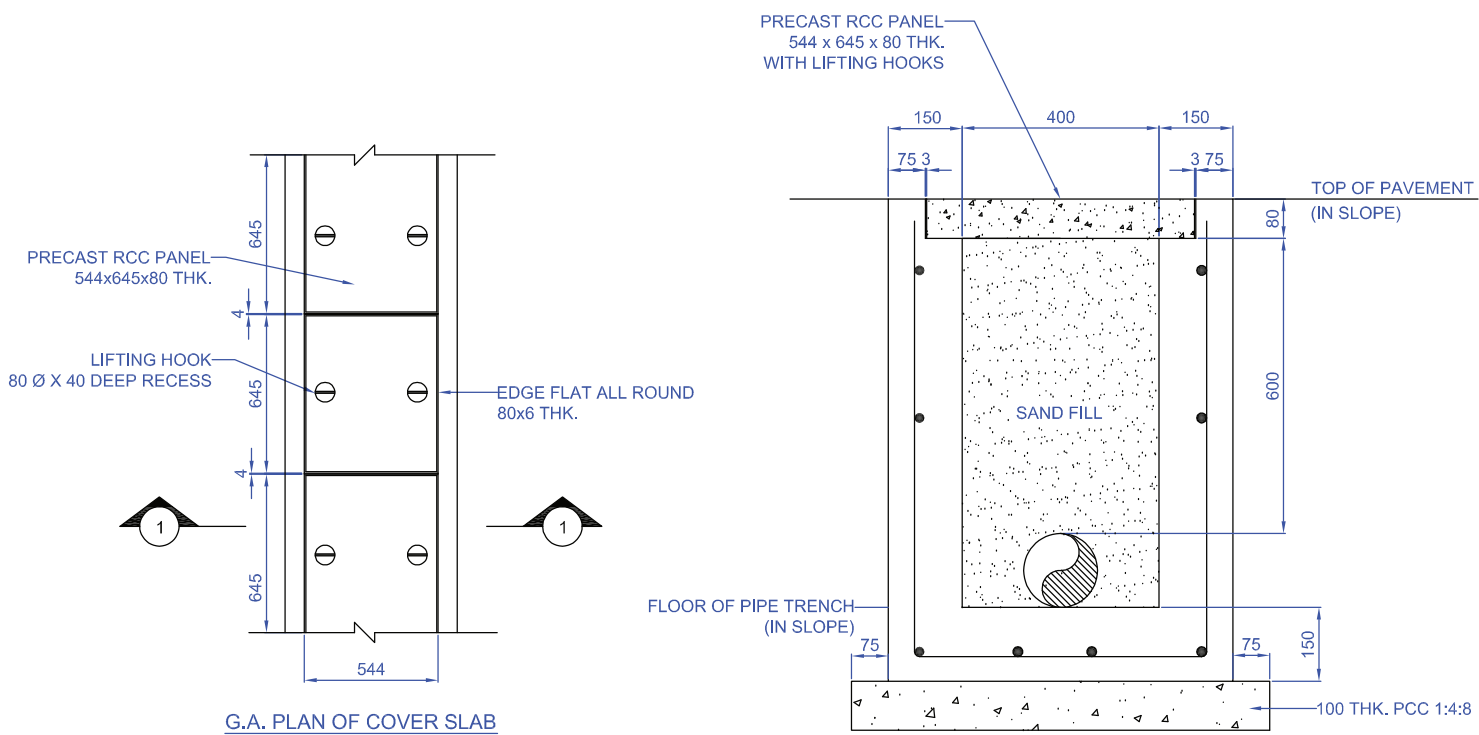 PRECAST RCC PANEL
544 x 645 x 80 THK.
WITH LIFTING HOOKS
150
400
150
75 3
3 75
TOP OF PAVEMENT
(IN SLOPE)
80
645
PRECAST RCC PANEL
544x645x80 THK.
4
LIFTING HOOK
80 Ø X 40 DEEP RECESS
645
EDGE FLAT ALL ROUND
80x6 THK.
4
1
1
645
544
G.A. PLAN OF COVER SLAB
600
SAND FILL
FLOOR OF PIPE TRENCH
(IN SLOPE)
75
75
150
100 THK. PCC 1:4:8